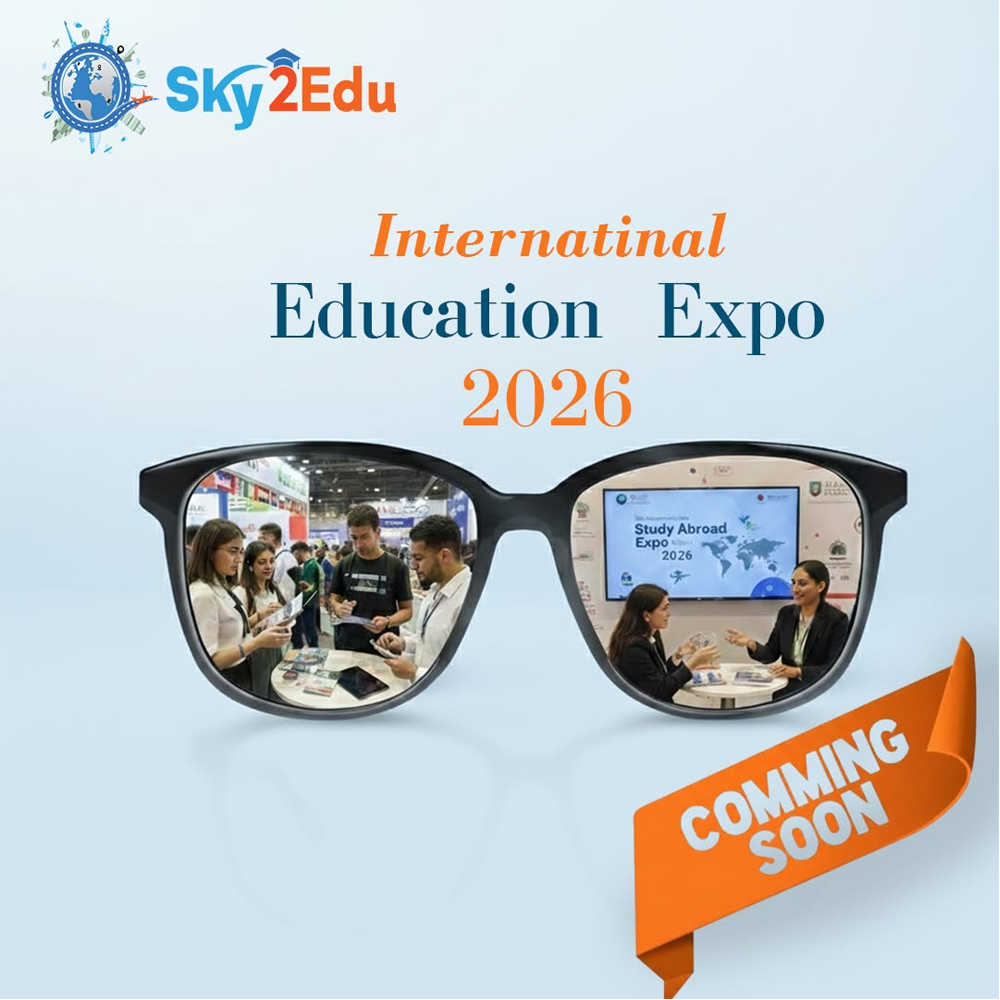 Sky2Edu
Internatinal
Education Expo
2026
Study Abroad
Expo
2026
COMMING
SOON